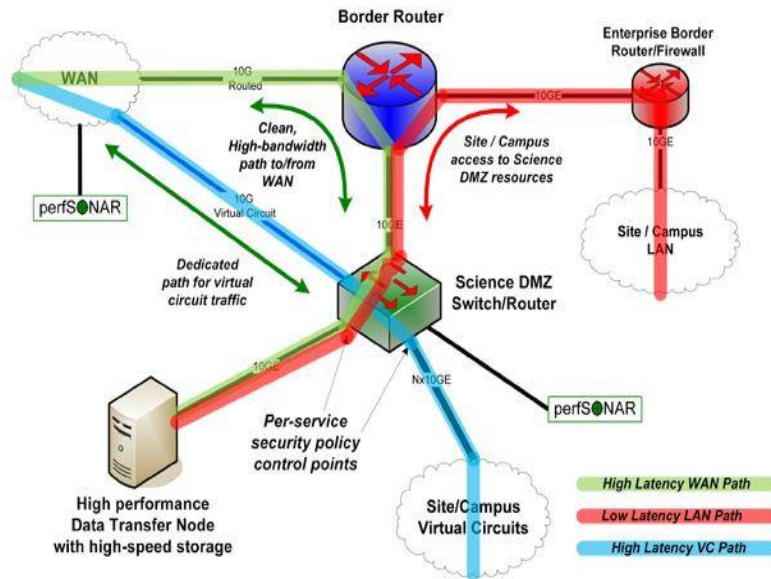 Border Router
Enterprise Border
Router/Firewall
WAN
10G
Routed
10GE
10GE
Clean,
High-bandwidth
path to/from
WAN
Site / Campus
access to Science
DMZ resources
perfSONAR
10G
Virtual Circuit
10GE
Site / Campus
LAN
Dedicated
path for virtual
circuit traffic
Science DMZ
Switch/Router
10GE
Nx10GE
perfSONAR
Per-service
security policy
control points
High performance
Data Transfer Node
with high-speed storage
Site/Campus
Virtual Circuits
High Latency WAN Path
Low Latency LAN Path
High Latency VC Path